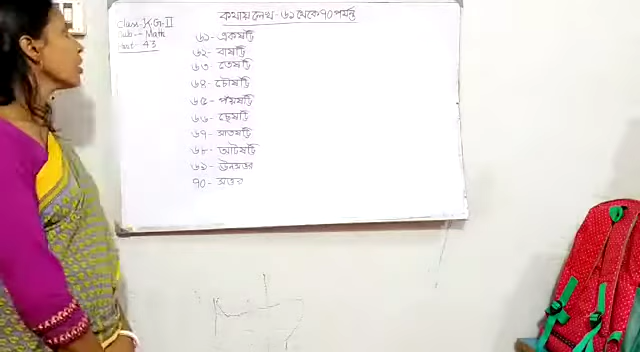 Class:- K.G-II
Sub:- Math
Part:- 43
কথায় লেখ - ৬১ থেকে ৭০ পর্যন্ত
৬১ - একষট্টি
৬২ - বাষট্টি
৬৩ - তেষট্টি
৬৪ - চৌষট্টি
৬৫ - পঁয়ষট্টি
৬৬ - ছেষট্টি
৬৭ - সাতষট্টি
৬৮ - আটষট্টি
৬৯ - ঊনসত্তর
৭০ - সত্তর